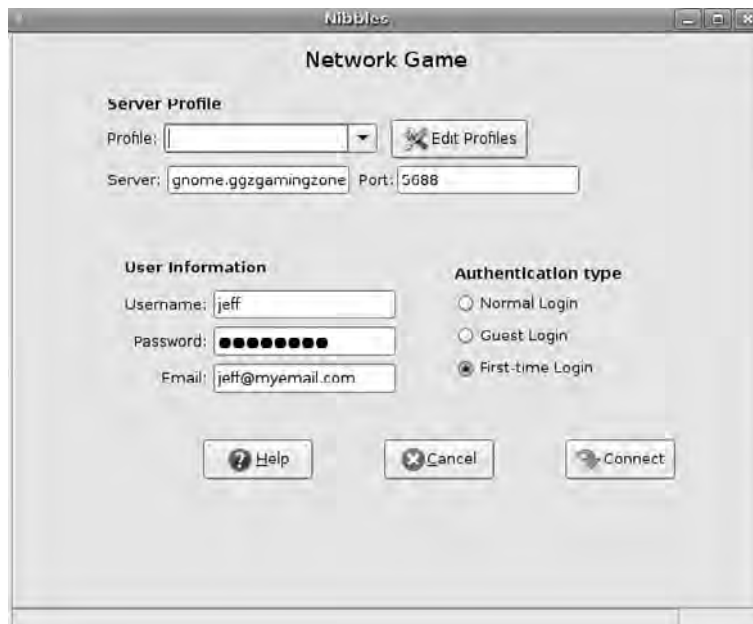 Nibbles
Network Game
Server Profile
Profile: Edit Profiles
Server: gnome.ggzgamingzone Port: 5688
User Information
Authentication type
Username: jeff
Normal Login
Password: ●●●●●●●●
Guest Login
Email: jeff@myemail.com
First-time Login
Help Cancel Connect